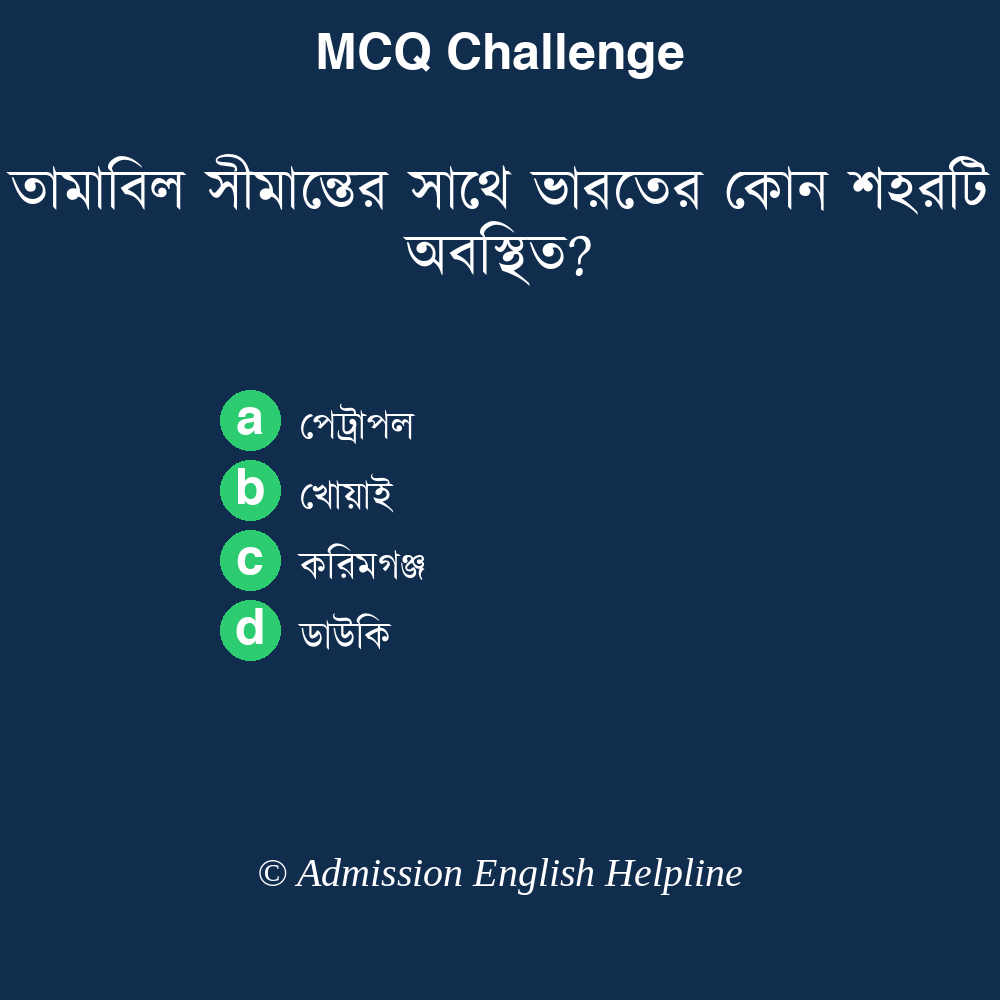 MCQ Challenge
তামাবিল সীমান্তের সাথে ভারতের কোন শহরটি
অবস্থিত?
a পেট্রাপল
b খোয়াই
c করিমগঞ্জ
d ডাউকি
© Admission English Helpline